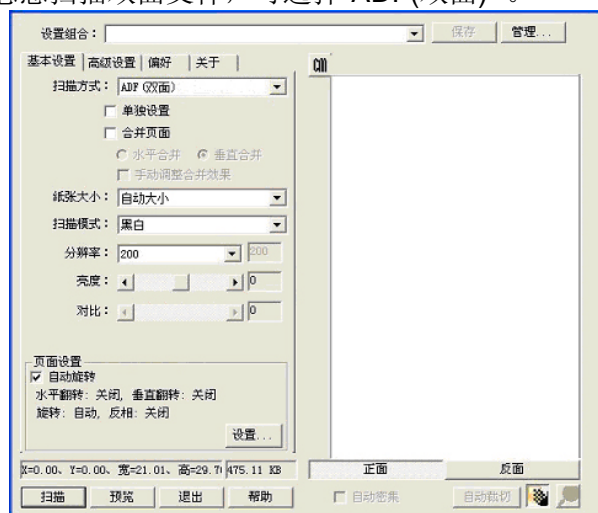 设置组合：
保存
管理...
基本设置 高级设置 偏好 关于
cm
扫描方式： ADF (双面)
单独设置
合并页面
水平合并 垂直合并
手动调整合并效果
纸张大小： 自动大小
扫描模式： 黑白
分辨率： 200 200
亮度： 0
对比： 0
页面设置
自动旋转
水平翻转： 关闭, 垂直翻转： 关闭
旋转： 自动, 反相： 关闭
设置...
X=0.00、Y=0.00、宽=21.01、高=29.7 475.11 KB
正面 反面
扫描 预览 退出 帮助
自动密集 自动裁切